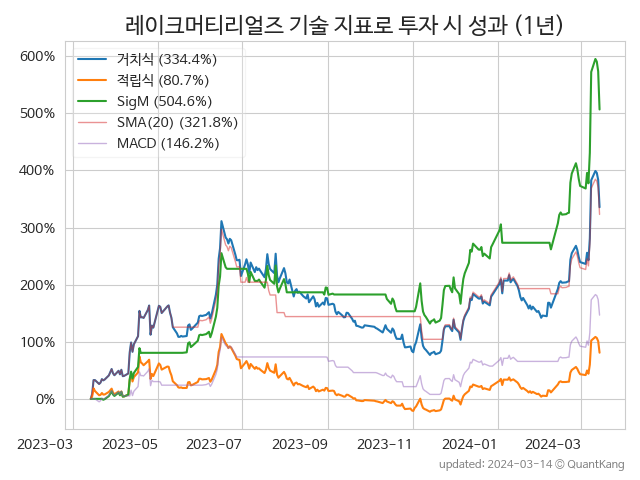 레이크머티리얼즈 기술 지표로 투자 시 성과 (1년)
600%
500%
400%
300%
200%
100%
0%
거치식 (334.4%)
적립식 (80.7%)
SigM (504.6%)
SMA(20) (321.8%)
MACD (146.2%)
2023-03 2023-05 2023-07 2023-09 2023-11 2024-01 2024-03
updated: 2024-03-14 © QuantKang